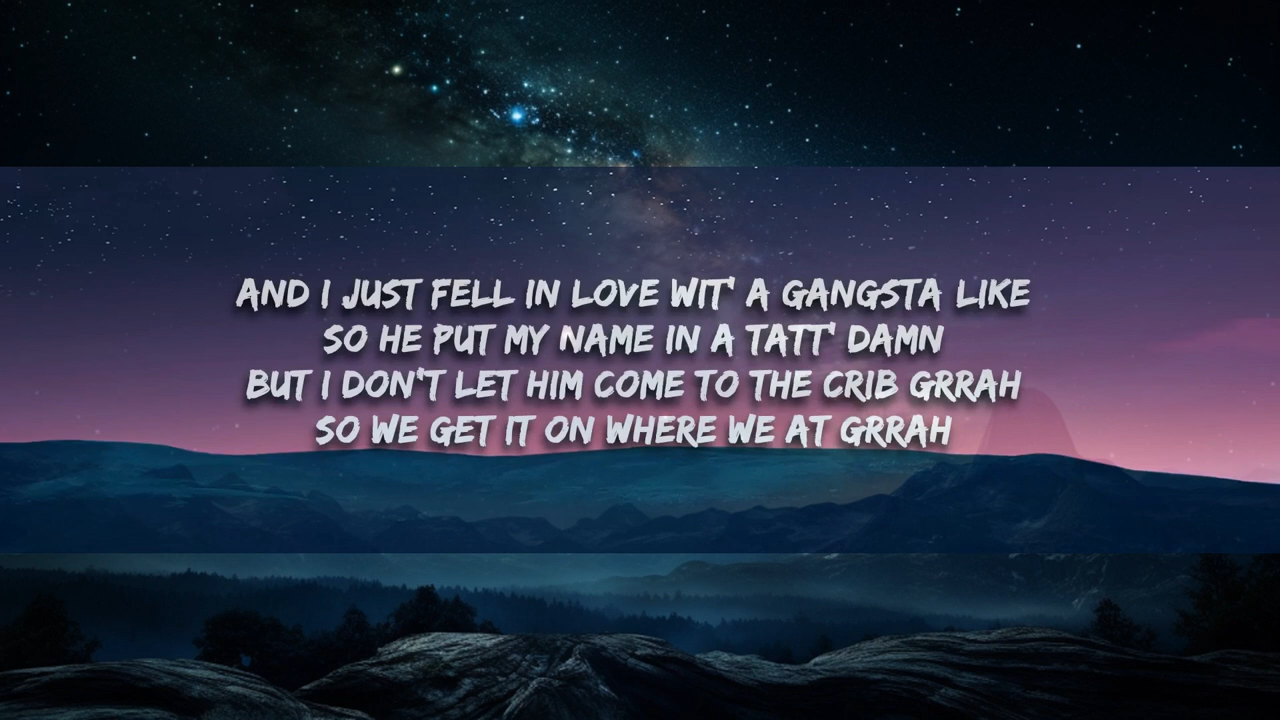 AND I JUST FELL IN LOVE WIT' A GANGSTA LIKE
SO HE PUT MY NAME IN A TATT' DAMN
BUT I DON'T LET HIM COME TO THE CRIB GRRAH
SO WE GET IT ON WHERE WE AT GRRAH